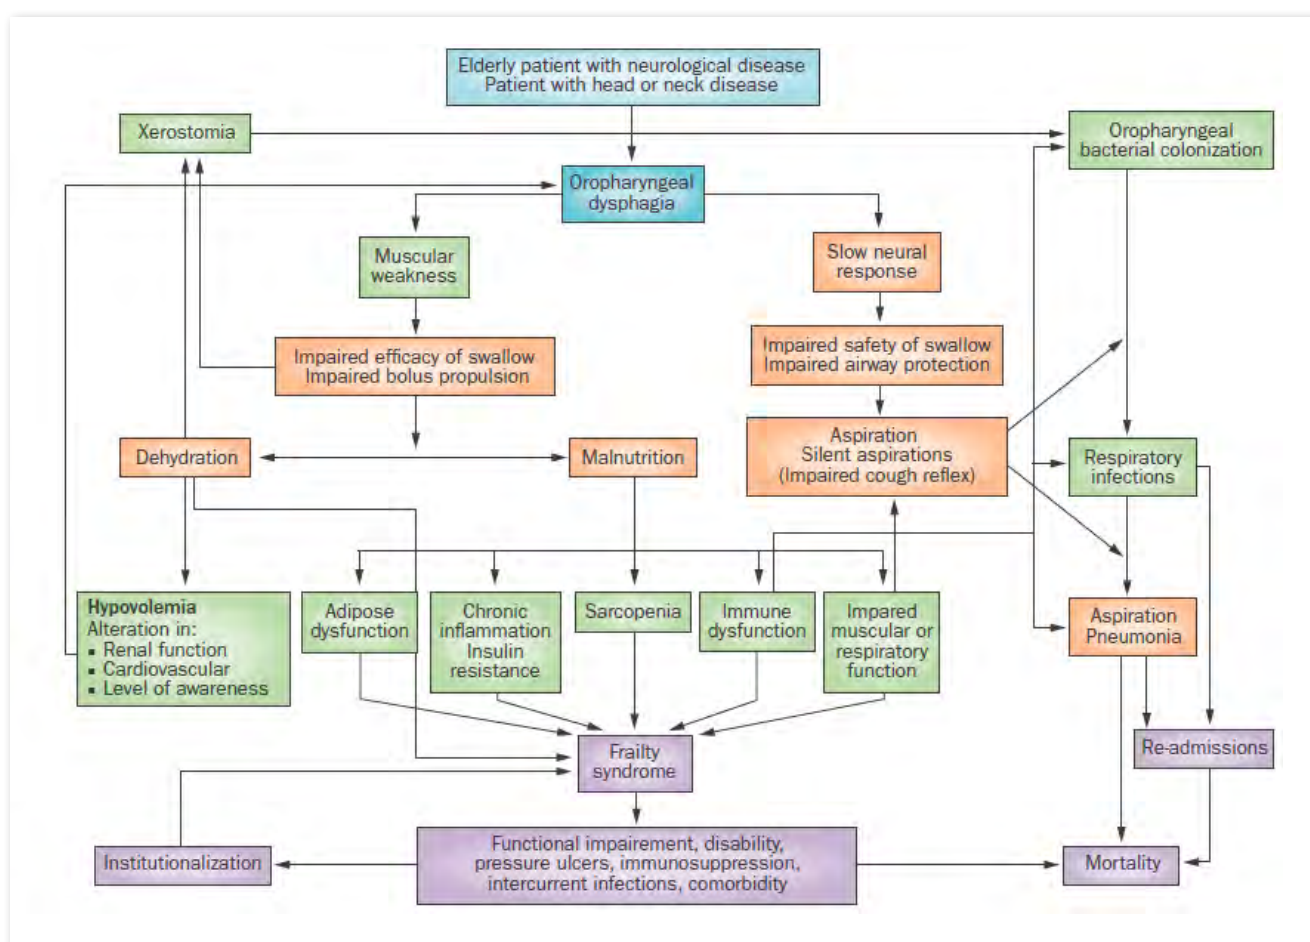 Elderly patient with neurological disease
Patient with head or neck disease
Xerostomia
Oropharyngeal
bacterial colonization
Oropharyngeal
dysphagia
Muscular
weakness
Slow neural
response
Impaired efficacy of swallow
Impaired bolus propulsion
Impaired safety of swallow
Impaired airway protection
Dehydration
Malnutrition
Aspiration
Silent aspirations
(Impaired cough reflex)
Respiratory
infections
Hypovolemia
Alteration in:
▪ Renal function
▪ Cardiovascular
▪ Level of awareness
Adipose
dysfunction
Chronic
inflammation
Insulin
resistance
Sarcopenia
Immune
dysfunction
Impared
muscular or
respiratory
function
Aspiration
Pneumonia
Frailty
syndrome
Re-admissions
Institutionalization
Functional impairement, disability,
pressure ulcers, immunosuppression,
intercurrent infections, comorbidity
Mortality